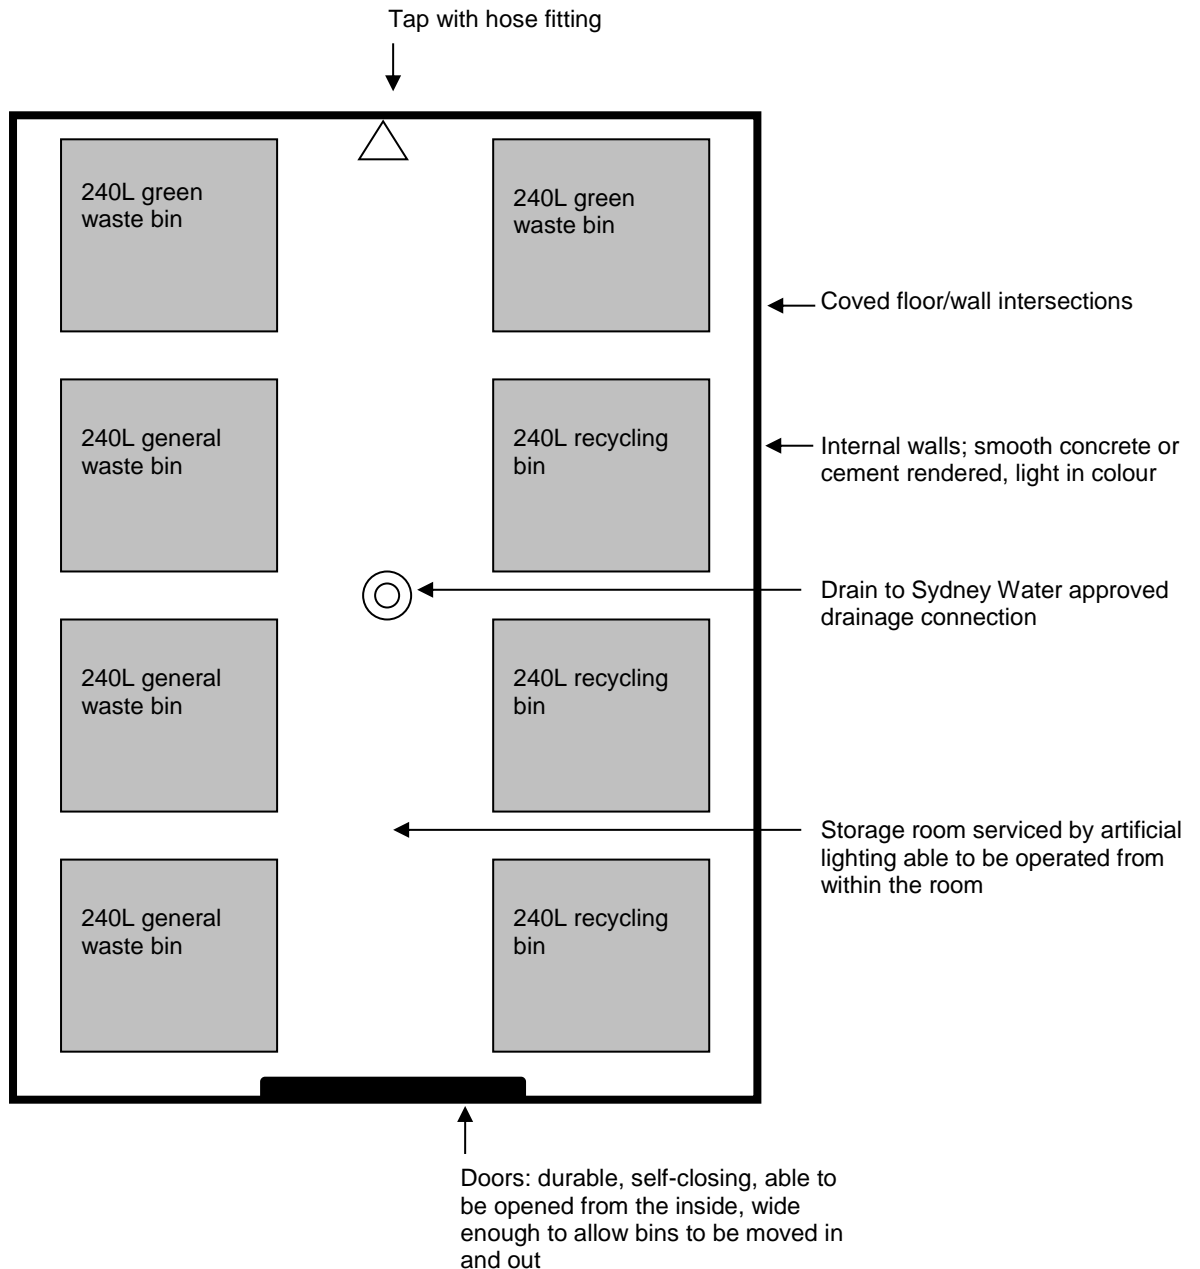 Tap with hose fitting
240L green
waste bin
240L green
waste bin
Coved floor/wall intersections
240L general
waste bin
240L recycling
bin
Internal walls; smooth concrete or
cement rendered, light in colour
Drain to Sydney Water approved
drainage connection
240L general
waste bin
240L recycling
bin
Storage room serviced by artificial
lighting able to be operated from
within the room
240L general
waste bin
240L recycling
bin
Doors: durable, self-closing, able to
be opened from the inside, wide
enough to allow bins to be moved in
and out